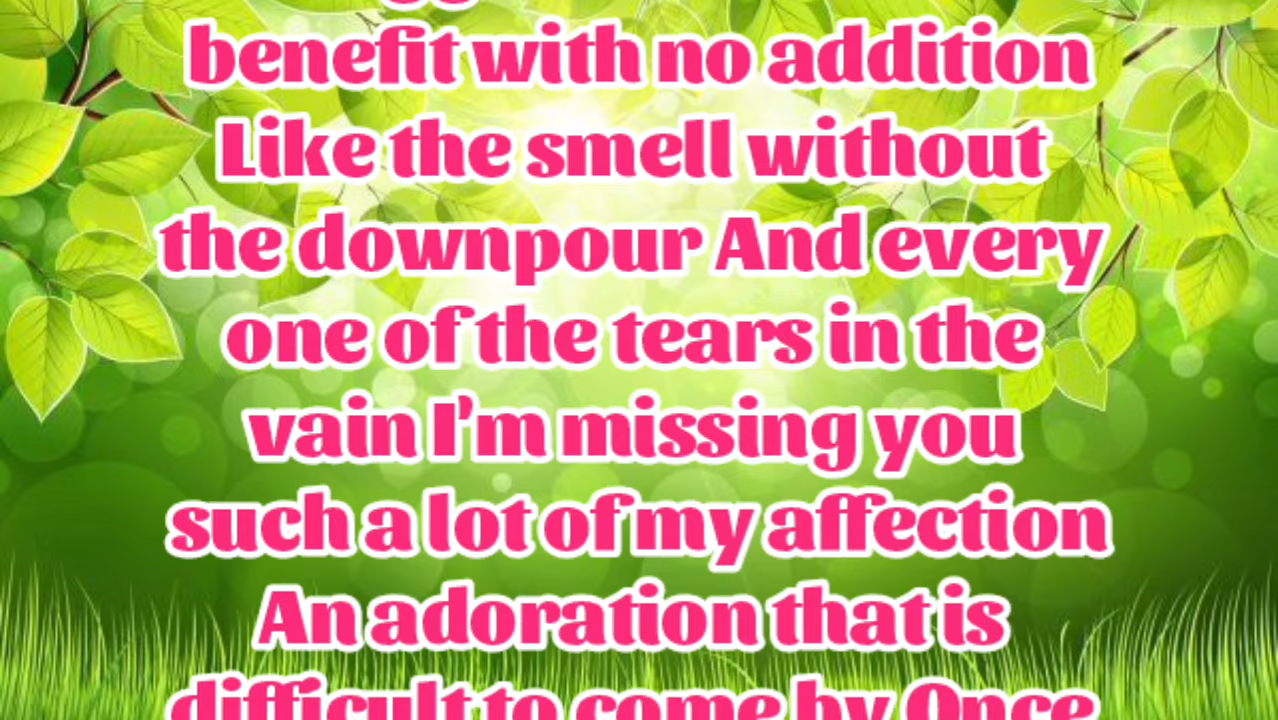 benefit with no addition
Like the smell without
the downpour And every
one of the tears in the
vain I'm missing you
such a lot of my affection
An adoration that is
difficult to come by Once